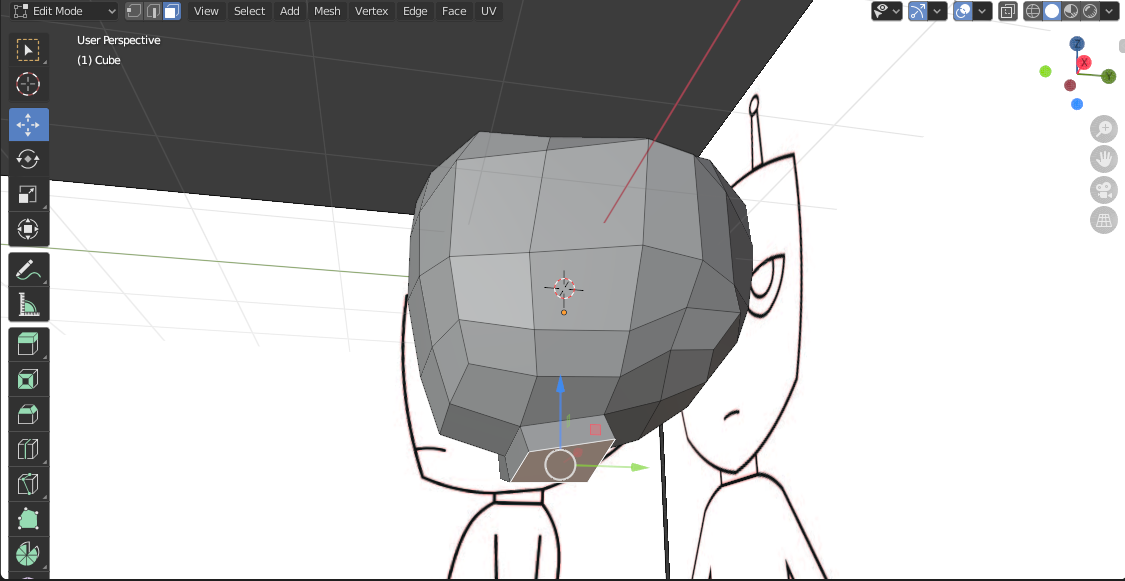 Edit Mode View Select Add Mesh Vertex Edge Face UV
User Perspective
(1) Cube
Z
X
Y